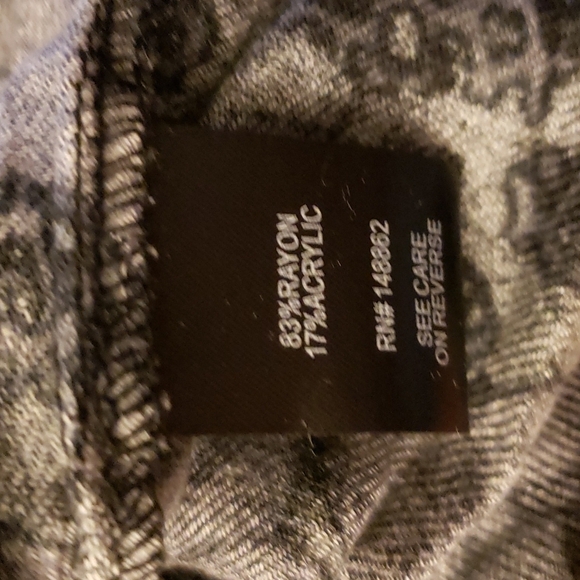 83%RAYON
17%ACRYLIC
RN# 148862
SEE CARE
ON REVERSE